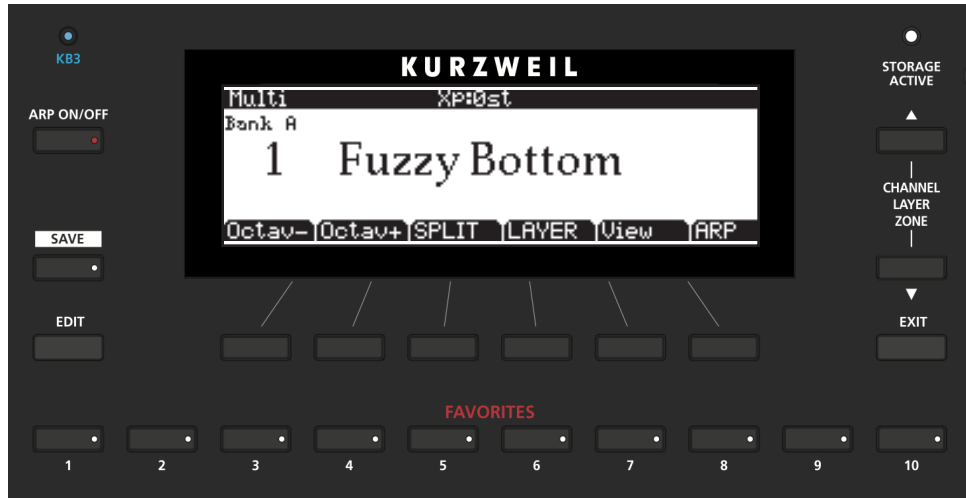 KB3
KURZWEIL
STORAGE
ACTIVE
Multi Xp:0st
ARP ON/OFF
Bank A
1 Fuzzy Bottom
CHANNEL
LAYER
ZONE
Octav- Octav+ SPLIT LAYER View ARP
SAVE
EDIT
EXIT
FAVORITES
1 2 3 4 5 6 7 8 9 10